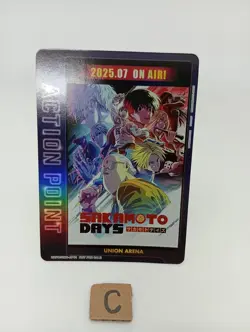 2025.07 ON AIR!
ACTION POINT
SAKAMOTO
DAYS
UNION ARENA
C